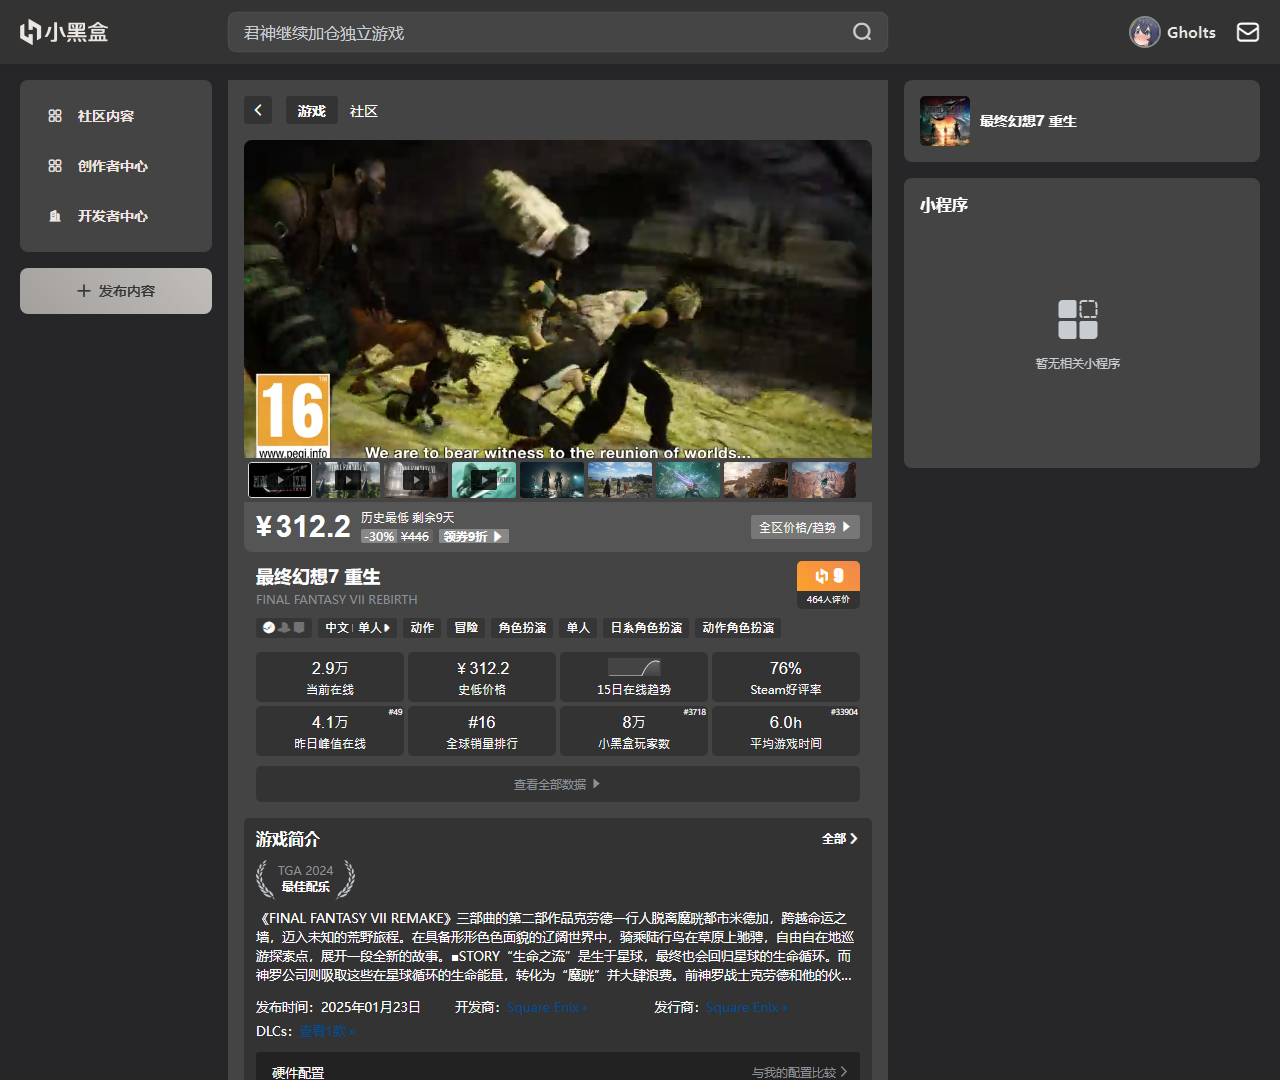 小黑盒
君神继续加仓独立游戏
Gholts
社区内容
创作者中心
开发者中心
发布内容
游戏
社区
16
www.pegi.info
We are to bear witness to the reunion of worlds...
¥312.2
历史最低 剩余9天
-30% ¥446 领券9折
全区价格/趋势
最终幻想7 重生
FINAL FANTASY VII REBIRTH
9
464人评价
中文 单人 动作 冒险 角色扮演 单人 日系角色扮演 动作角色扮演
2.9万
当前在线
¥ 312.2
史低价格
15日在线趋势
76%
Steam好评率
4.1万
#49
昨日峰值在线
#16
全球销量排行
8万
#3718
小黑盒玩家数
6.0h
#33904
平均游戏时间
查看全部数据
游戏简介
全部
TGA 2024
最佳配乐
《FINAL FANTASY VII REMAKE》三部曲的第二部作品克劳德一行人脱离魔晄都市米德加，跨越命运之
墙，迈入未知的荒野旅程。在具备形形色色面貌的辽阔世界中，骑乘陆行鸟在草原上驰骋，自由自在地巡
游探索点，展开一段全新的故事。■STORY“生命之流”是生于星球，最终也会回归星球的生命循环。而
神罗公司则吸取这些在星球循环的生命能量，转化为“魔晄”并大肆浪费。前神罗战士克劳德和他的伙...
发布时间：2025年01月23日
开发商：Square Enix »
发行商：Square Enix »
DLCs：查看1款 »
硬件配置
与我的配置比较
最终幻想7 重生
小程序
暂无相关小程序